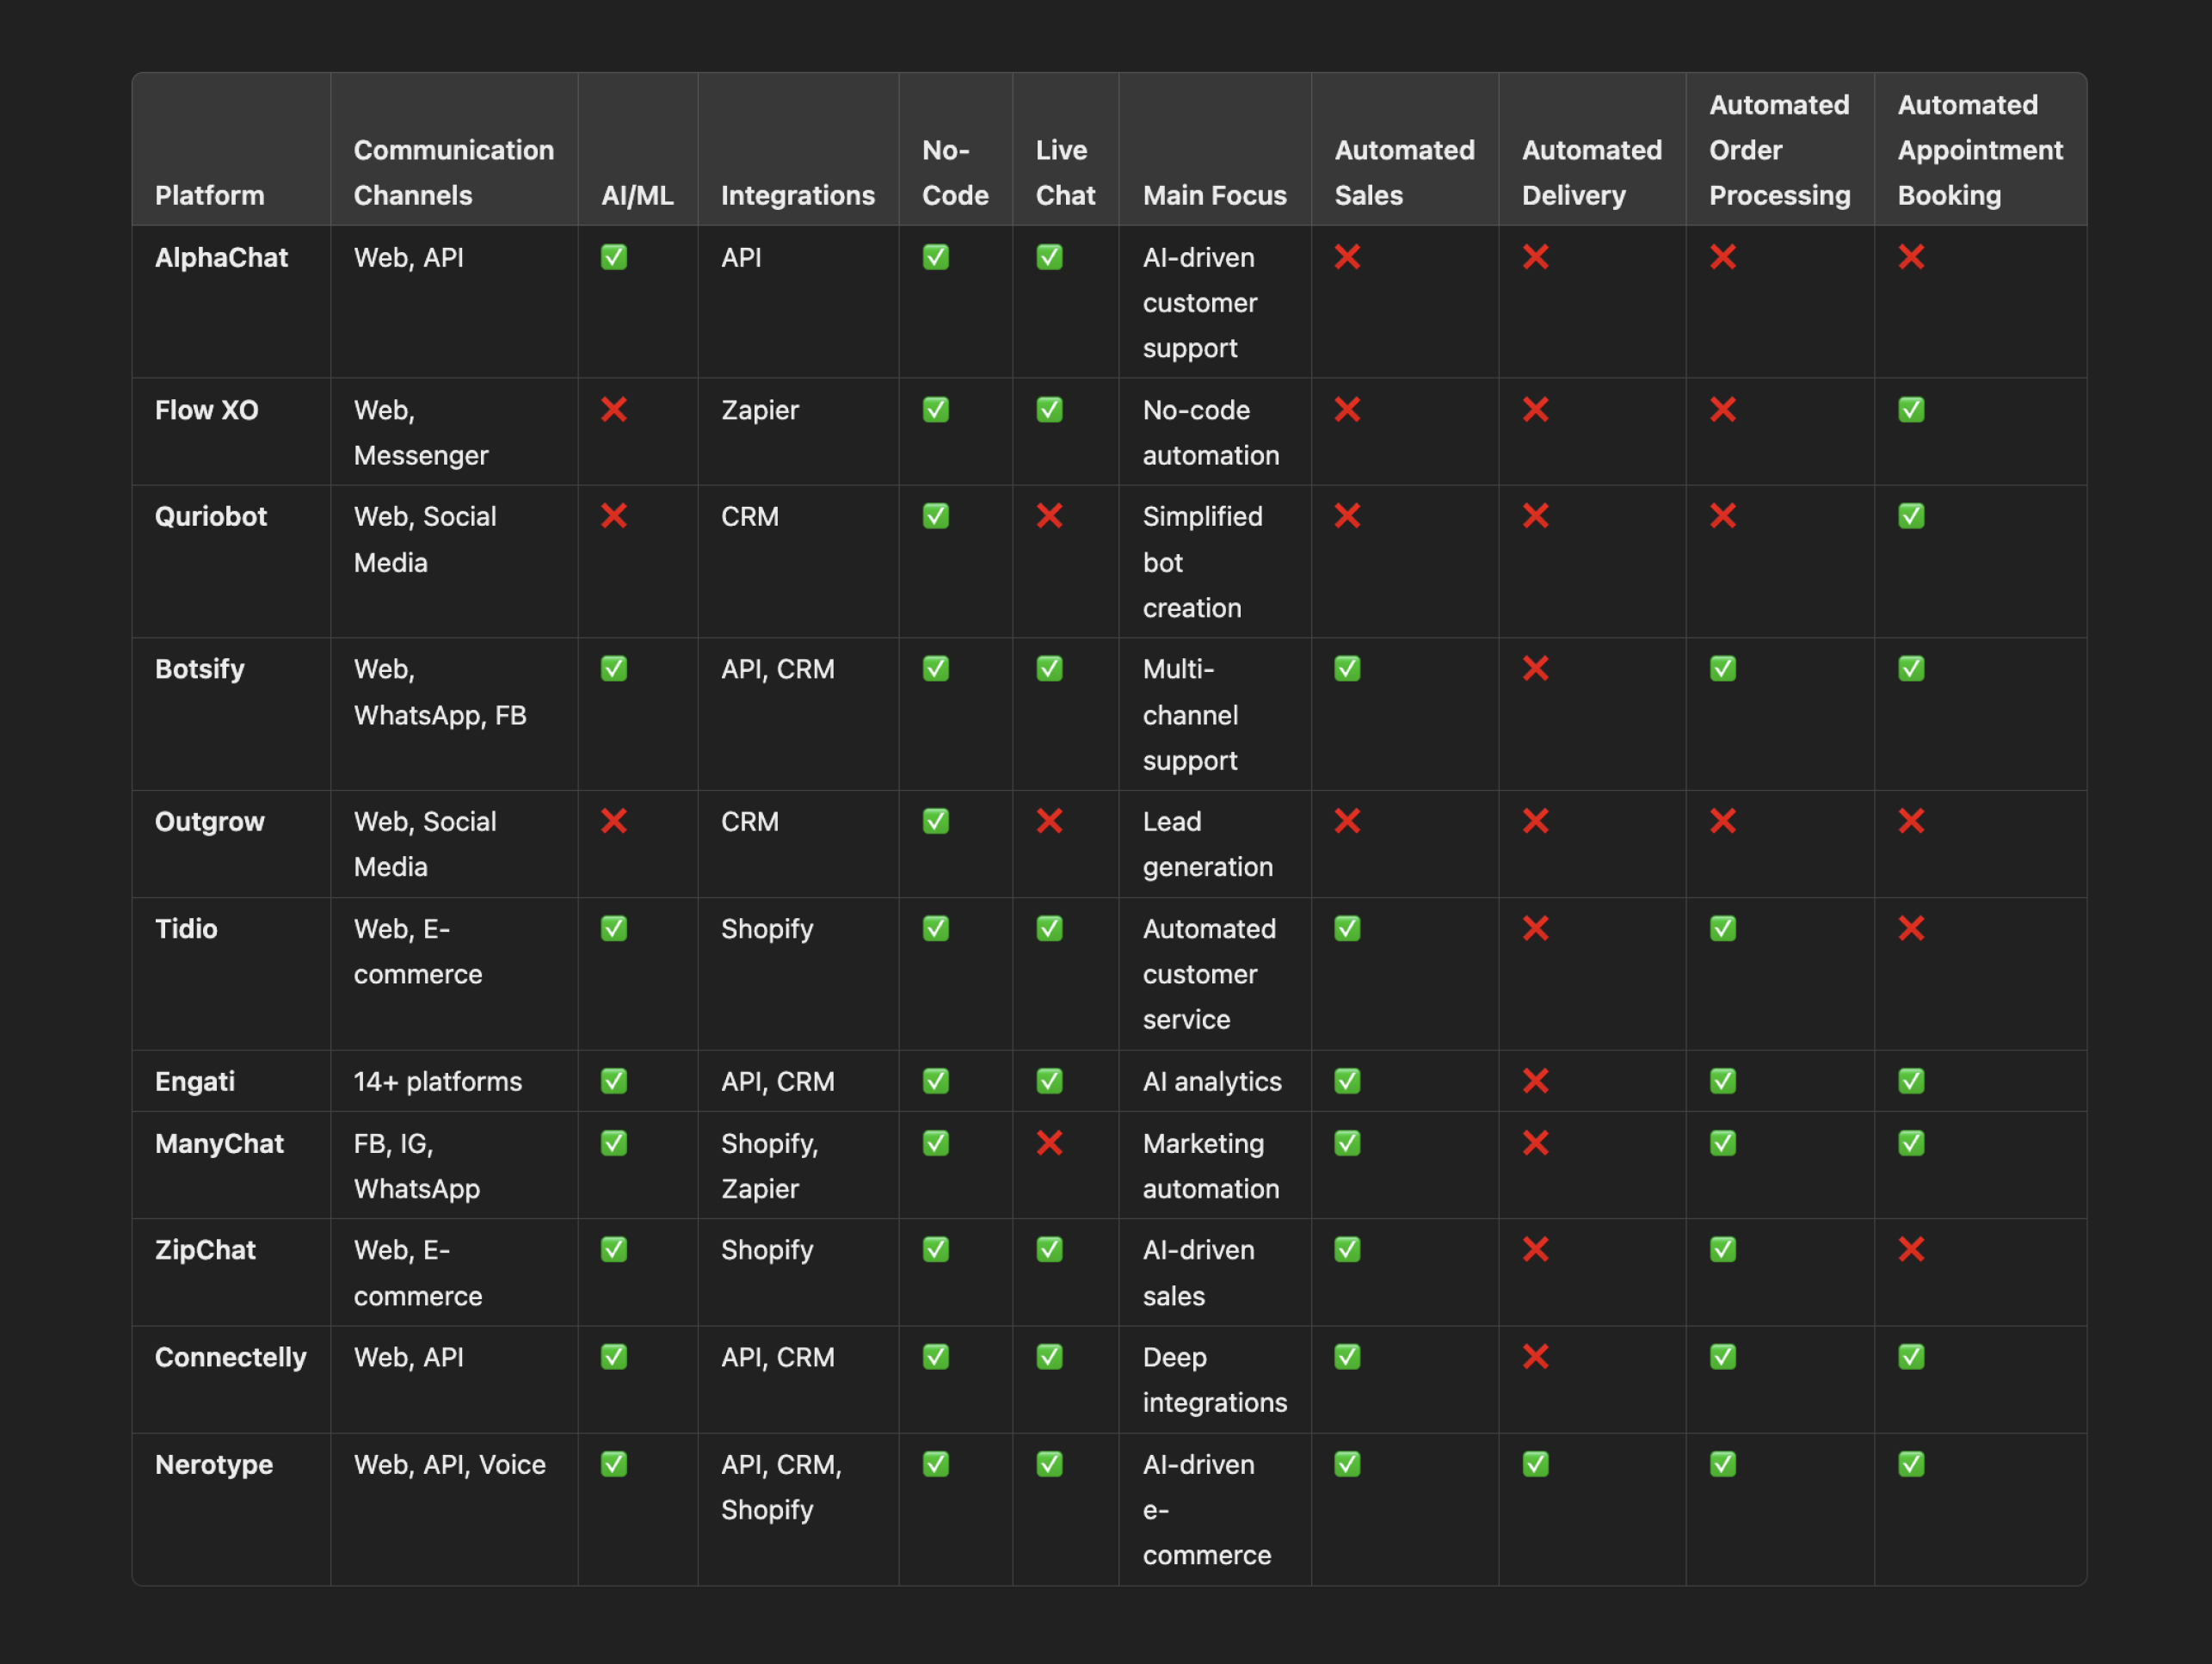 Platform
Communication
Channels
AI/ML
Integrations
No-
Code
Live
Chat
Main Focus
Automated
Sales
Automated
Delivery
Automated
Order
Processing
Automated
Appointment
Booking
AlphaChat
Web, API
✅
API
✅
✅
AI-driven
customer
support
❌
❌
❌
❌
Flow XO
Web,
Messenger
❌
Zapier
✅
✅
No-code
automation
❌
❌
❌
✅
Quriobot
Web, Social
Media
❌
CRM
✅
❌
Simplified
bot
creation
❌
❌
❌
✅
Botsify
Web,
WhatsApp, FB
✅
API, CRM
✅
✅
Multi-
channel
support
✅
❌
✅
✅
Outgrow
Web, Social
Media
❌
CRM
✅
❌
Lead
generation
❌
❌
❌
❌
Tidio
Web, E-
commerce
✅
Shopify
✅
✅
Automated
customer
service
✅
❌
✅
❌
Engati
14+ platforms
✅
API, CRM
✅
✅
AI analytics
✅
❌
✅
✅
ManyChat
FB, IG,
WhatsApp
✅
Shopify,
Zapier
✅
❌
Marketing
automation
✅
❌
✅
✅
ZipChat
Web, E-
commerce
✅
Shopify
✅
✅
AI-driven
sales
✅
❌
✅
❌
Connectelly
Web, API
✅
API, CRM
✅
✅
Deep
integrations
✅
❌
✅
✅
Nerotype
Web, API, Voice
✅
API, CRM,
Shopify
✅
✅
AI-driven
e-
commerce
✅
✅
✅
✅